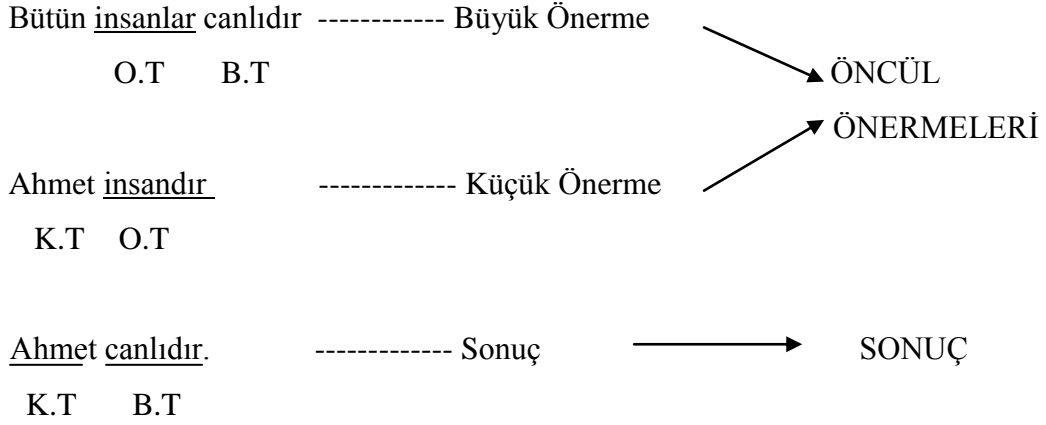 Bütün insanlar canlıdır ------------ Büyük Önerme
O.T B.T ÖNCÜL
ÖNERMELERİ
Ahmet insandır ------------- Küçük Önerme
K.T O.T
Ahmet canlıdır. ------------- Sonuç SONUÇ
K.T B.T